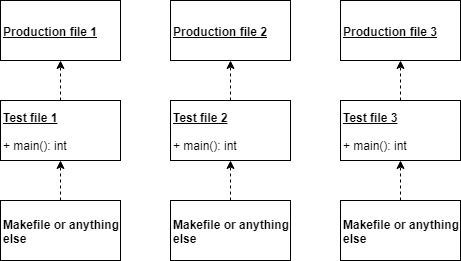 Production file 1
Production file 2
Production file 3
Test file 1
+ main(): int
Test file 2
+ main(): int
Test file 3
+ main(): int
Makefile or anything
else
Makefile or anything
else
Makefile or anything
else